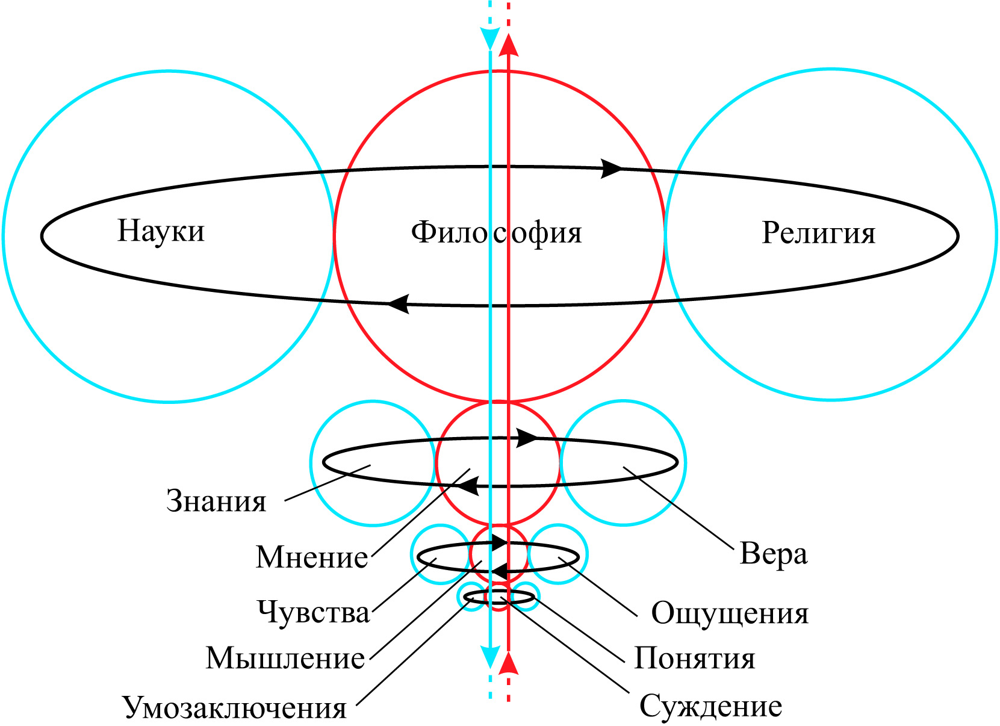 Науки
Философия
Религия
Знания
Мнение
Вера
Чувства
Ощущения
Мышление
Понятия
Умозаключения
Суждение